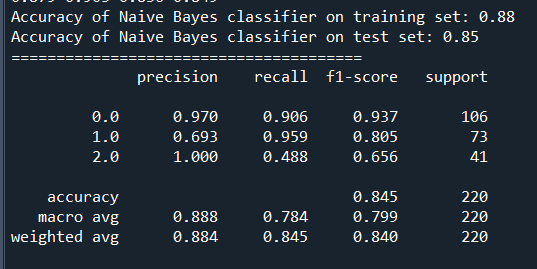 Accuracy of Naive Bayes classifier on training set: 0.88
Accuracy of Naive Bayes classifier on test set: 0.85
=======================================
precision recall f1-score support
0.0 0.970 0.906 0.937 106
1.0 0.693 0.959 0.805 73
2.0 1.000 0.488 0.656 41
accuracy 0.845 220
macro avg 0.888 0.784 0.799 220
weighted avg 0.884 0.845 0.840 220